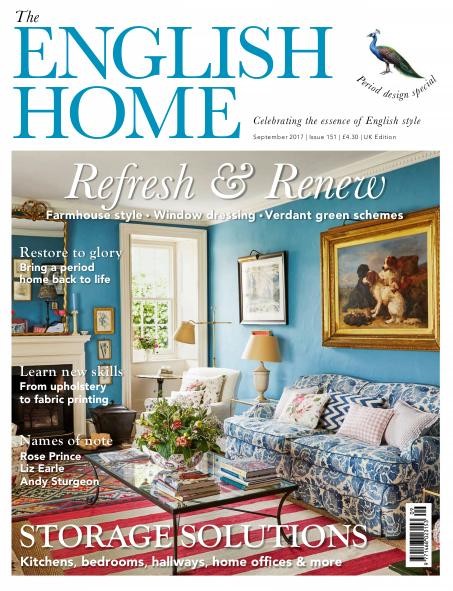 The
ENGLISH
HOME
Period design special
Celebrating the essence of English style
September 2017 | Issue 151 | £4.30 | UK Edition
Refresh & Renew
Farmhouse style • Window dressing • Verdant green schemes
Restore to glory
Bring a period
home back to life
Learn new skills
From upholstery
to fabric printing
Names of note
Rose Prince
Liz Earle
Andy Sturgeon
STORAGE SOLUTIONS
Kitchens, bedrooms, hallways, home offices & more
09